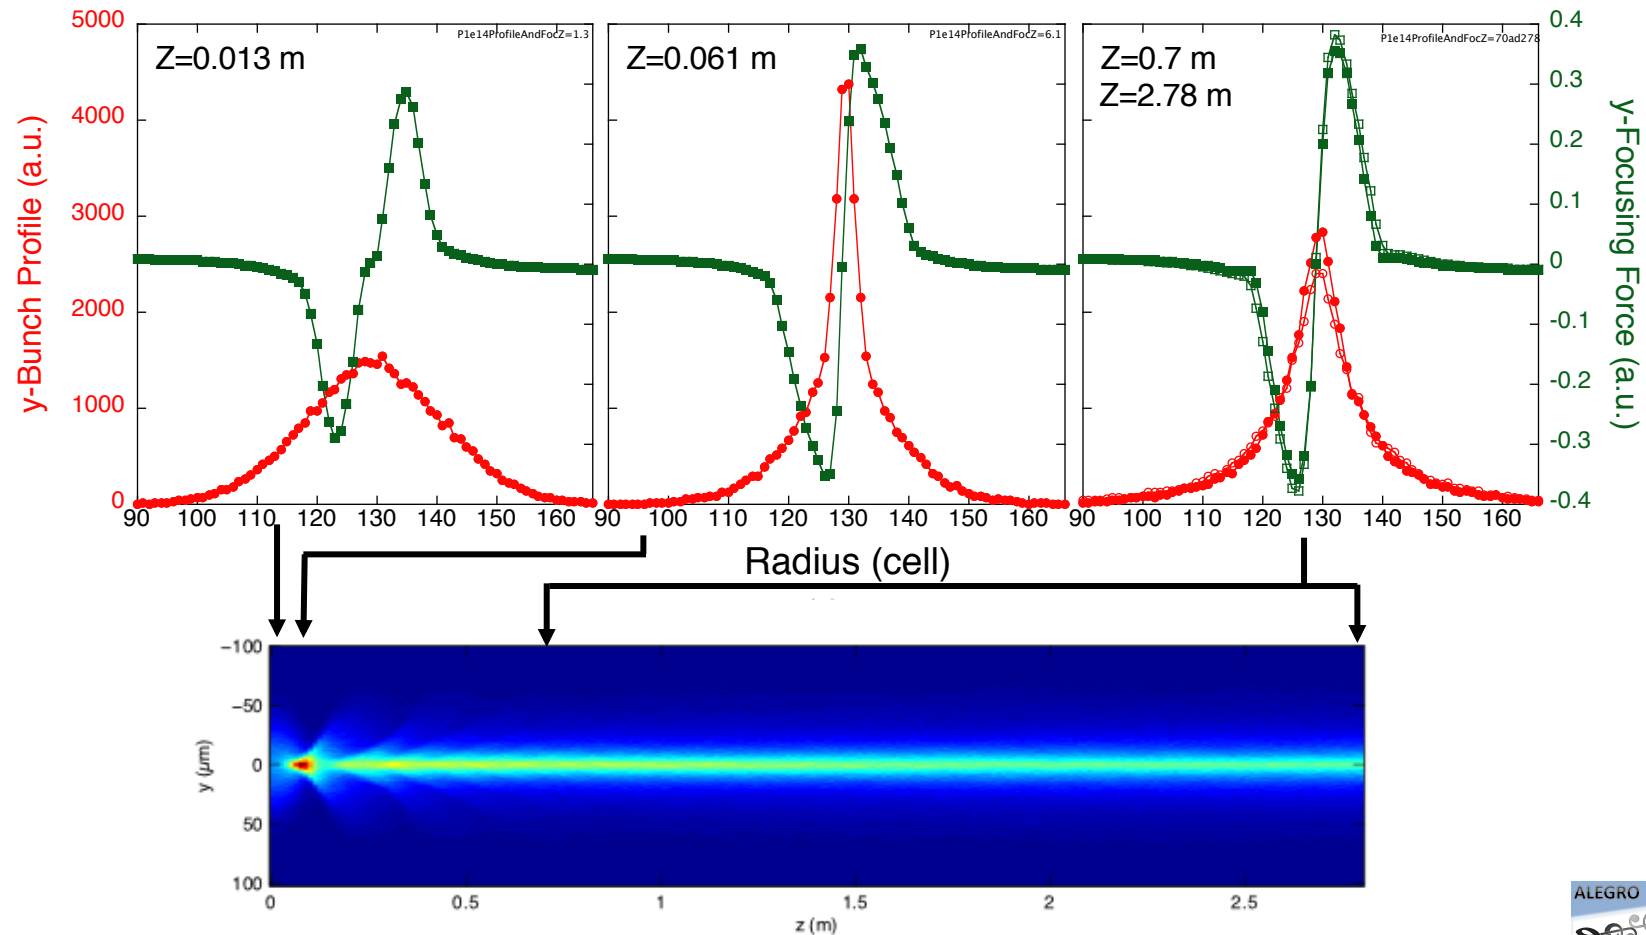 5000
4000
3000
2000
1000
0
y-Bunch Profile (a.u.)
P1e14ProfileAndFocZ=1.3
Z=0.013 m
90 100 110 120 130 140 150 160
P1e14ProfileAndFocZ=6.1
Z=0.061 m
90 100 110 120 130 140 150 160
P1e14ProfileAndFocZ=70ad278
Z=0.7 m
Z=2.78 m
90 100 110 120 130 140 150 160
0.4
0.3
0.2
0.1
0
-0.1
-0.2
-0.3
-0.4
y-Focusing Force (a.u.)
Radius (cell)
−100
−50
0
50
100
y (μm)
0 0.5 1 1.5 2 2.5
z (m)
ALEGRO